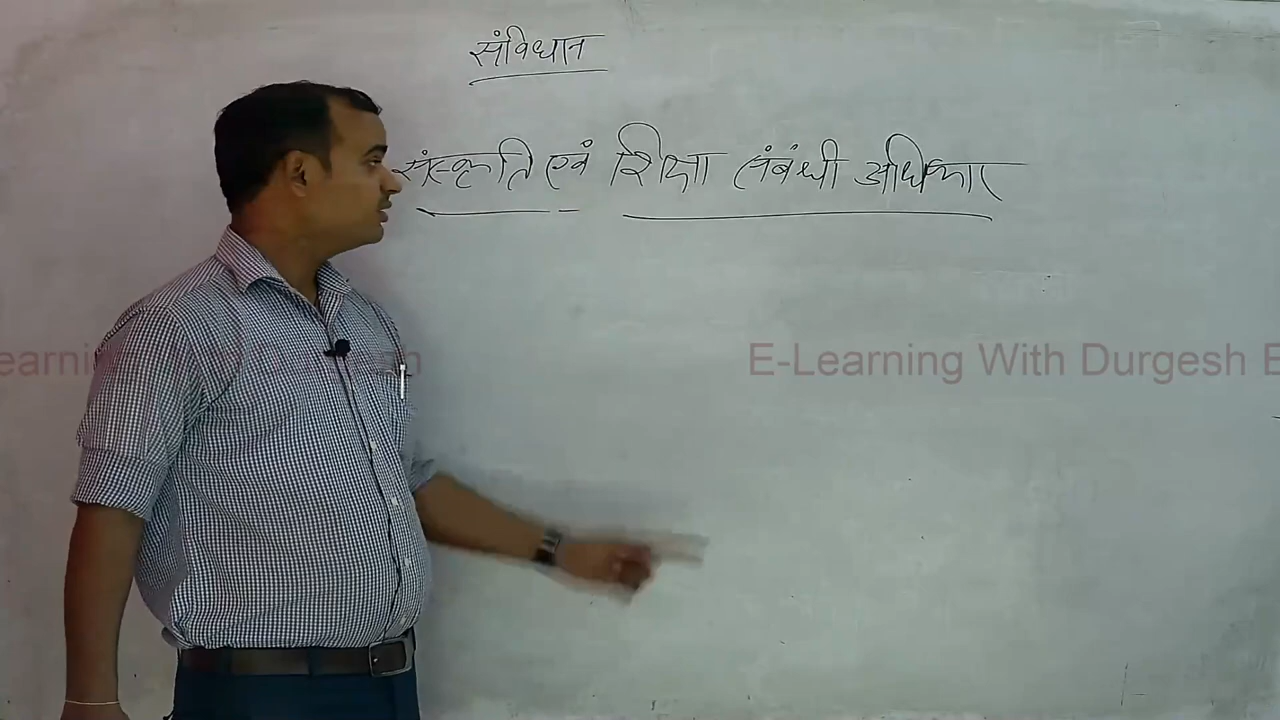 संविधान
संस्कृति एवं शिक्षा संबंधी अधिकार
E-Learning With Durgesh E